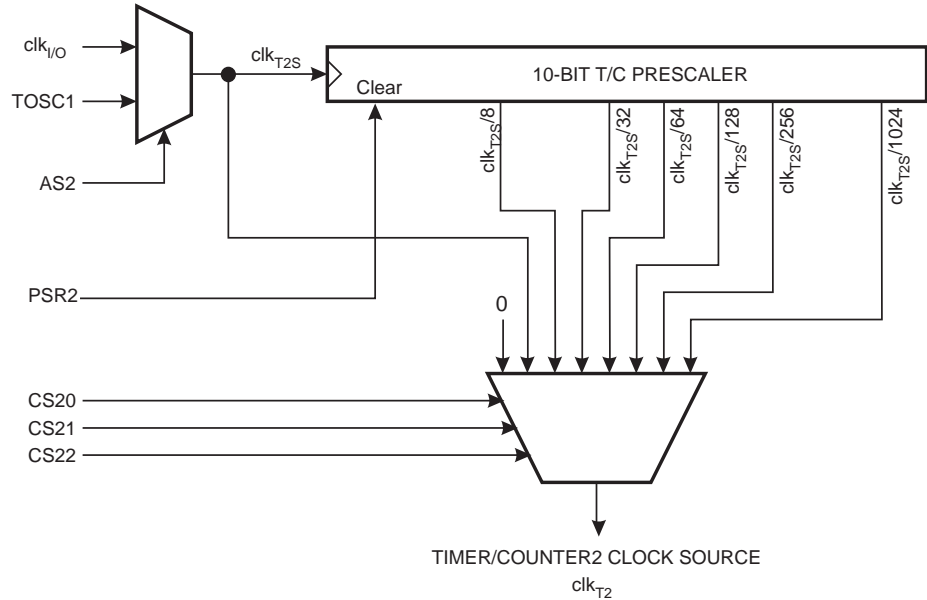 clkI/O
TOSC1
AS2
PSR2
clkT2S
10-BIT T/C PRESCALER
Clear
clkT2S/8
clkT2S/32
clkT2S/64
clkT2S/128
clkT2S/256
clkT2S/1024
0
CS20
CS21
CS22
TIMER/COUNTER2 CLOCK SOURCE
clkT2